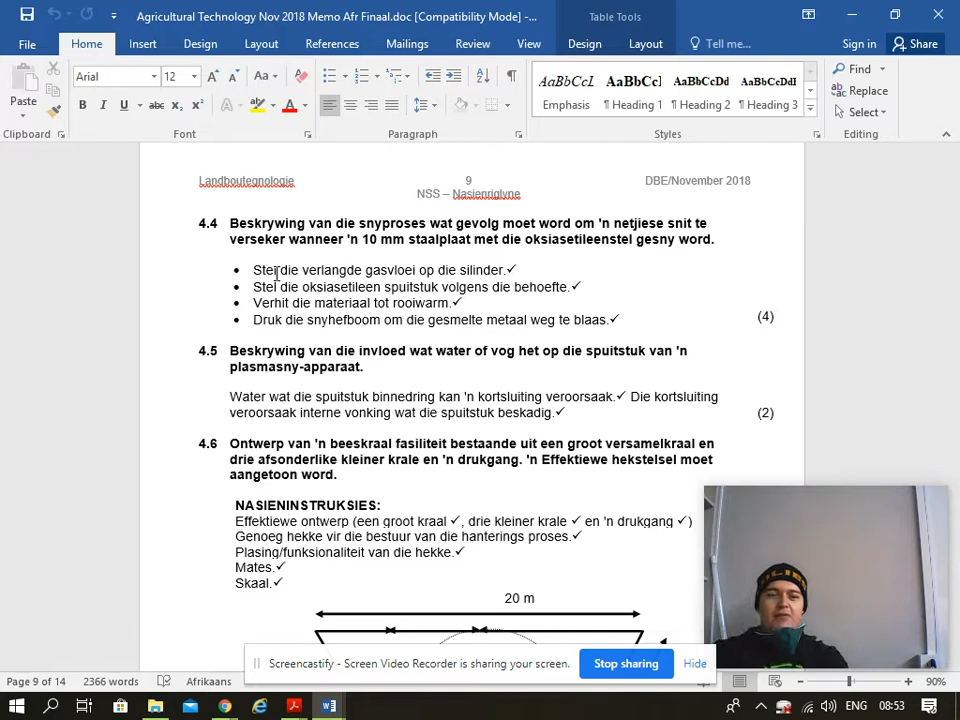 Agricultural Technology Nov 2018 Memo Afr Finaal.doc [Compatibility Mode] -...
Table Tools
File
Home
Insert
Design
Layout
References
Mailings
Review
View
Design
Layout
Tell me...
Sign in
Share
Paste
Arial
12
Aa
B I U abc x₂ x²
A
A
AaBbCcL
AaBbCcI
AaBbCcDd
AaBbCcDdI
Emphasis
¶ Heading 1
¶ Heading 2
¶ Heading 3
Find
Replace
Select
Clipboard
Font
Paragraph
Styles
Editing
Landboutegnologie 9 DBE/November 2018
NSS – Nasienriglyne
4.4 Beskrywing van die snyproses wat gevolg moet word om 'n netjiese snit te
verseker wanneer 'n 10 mm staalplaat met die oksiasetileenstel gesny word.
• Stel die verlangde gasvloei op die silinder.✓
• Stel die oksiasetileen spuitstuk volgens die behoefte.✓
• Verhit die materiaal tot rooiwarm.✓
• Druk die snyhefboom om die gesmelte metaal weg te blaas.✓ (4)
4.5 Beskrywing van die invloed wat water of vog het op die spuitstuk van 'n
plasmasny-apparaat.
Water wat die spuitstuk binnedring kan 'n kortsluiting veroorsaak.✓ Die kortsluiting
veroorsaak interne vonking wat die spuitstuk beskadig.✓ (2)
4.6 Ontwerp van 'n beeskraal fasiliteit bestaande uit een groot versamelkraal en
drie afsonderlike kleiner krale en 'n drukgang. 'n Effektiewe hekstelsel moet
aangetoon word.
NASIENINSTRUKSIES:
Effektiewe ontwerp (een groot kraal ✓, drie kleiner krale ✓ en 'n drukgang ✓)
Genoeg hekke vir die bestuur van die hanterings proses.✓
Plasing/funksionaliteit van die hekke.✓
Mates.✓
Skaal.✓
20 m
Screencastify - Screen Video Recorder is sharing your screen.
Stop sharing
Hide
Page 9 of 14
2366 words
Afrikaans
90%
ENG
08:53